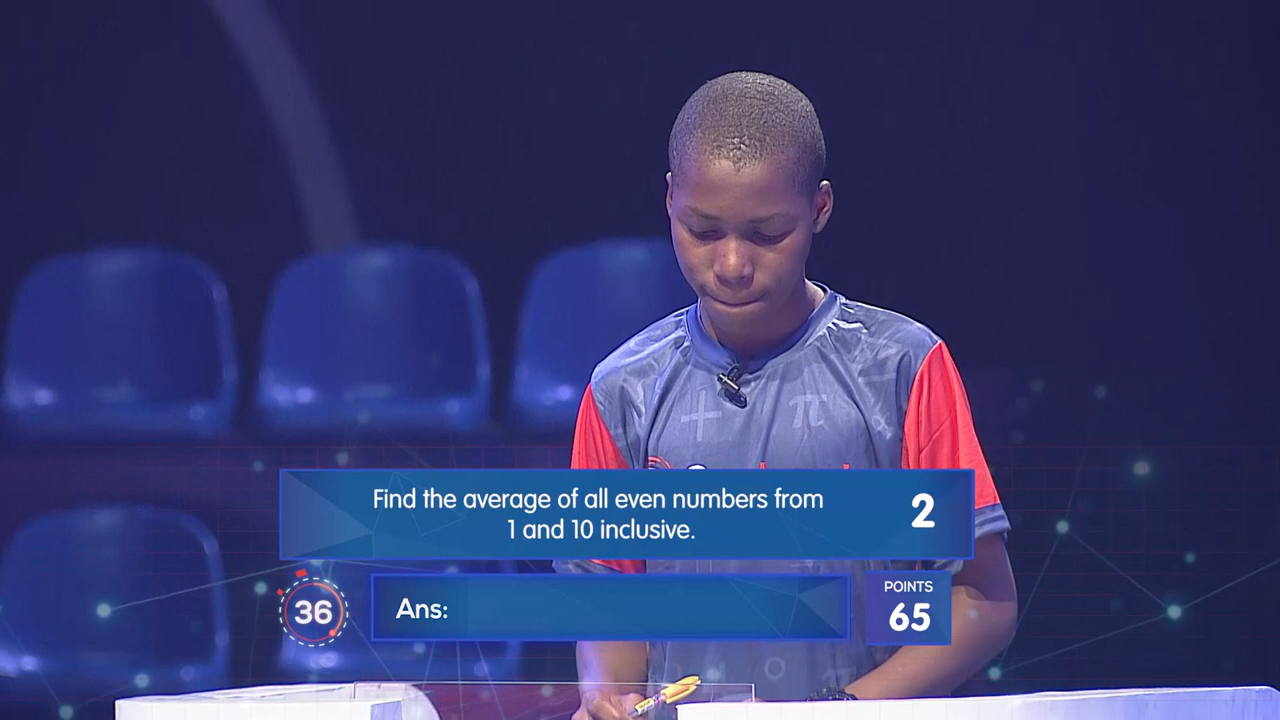 + π
Find the average of all even numbers from
1 and 10 inclusive.
2
36
Ans:
POINTS
65